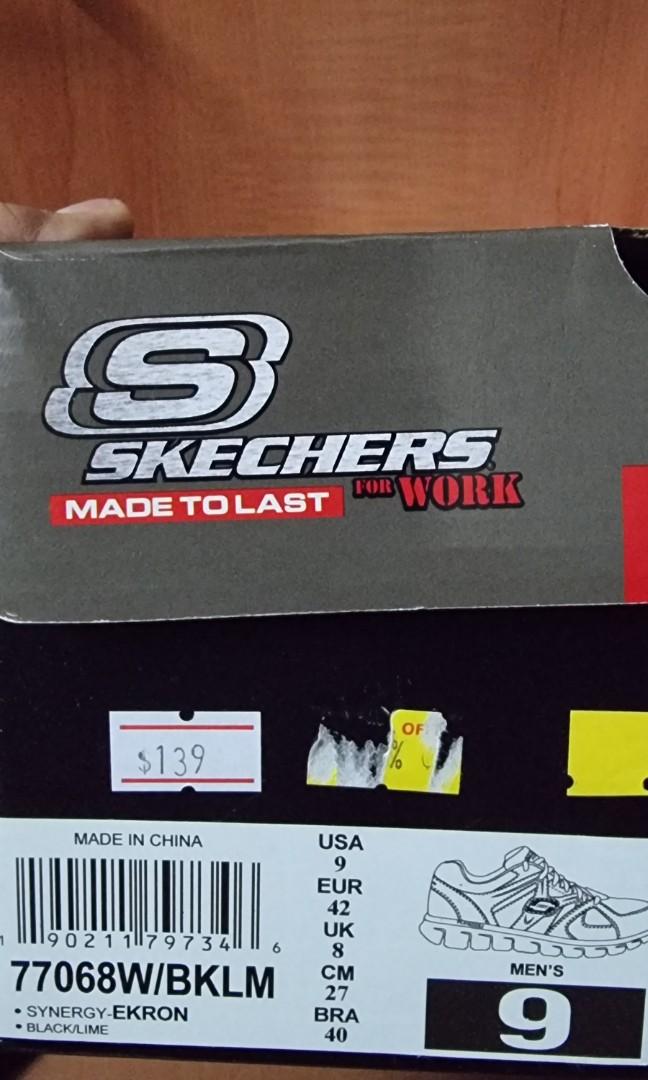 S
SKECHERS
FOR WORK
MADE TO LAST
$139
OF
%
MADE IN CHINA
1 90211 79734 6
77068W/BKLM
• SYNERGY-EKRON
• BLACK/LIME
USA
9
EUR
42
UK
8
CM
27
BRA
40
MEN'S
9